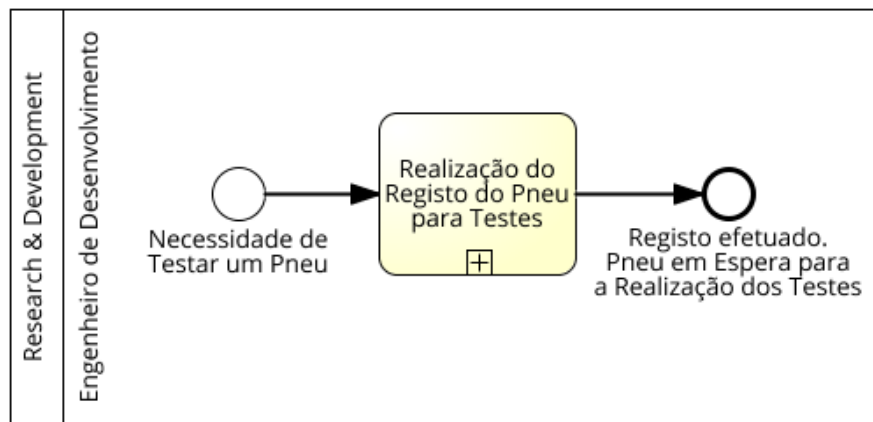 Research & Development
Engenheiro de Desenvolvimento
Necessidade de
Testar um Pneu
Realização do
Registo do Pneu
para Testes
Registo efetuado.
Pneu em Espera para
a Realização dos Testes